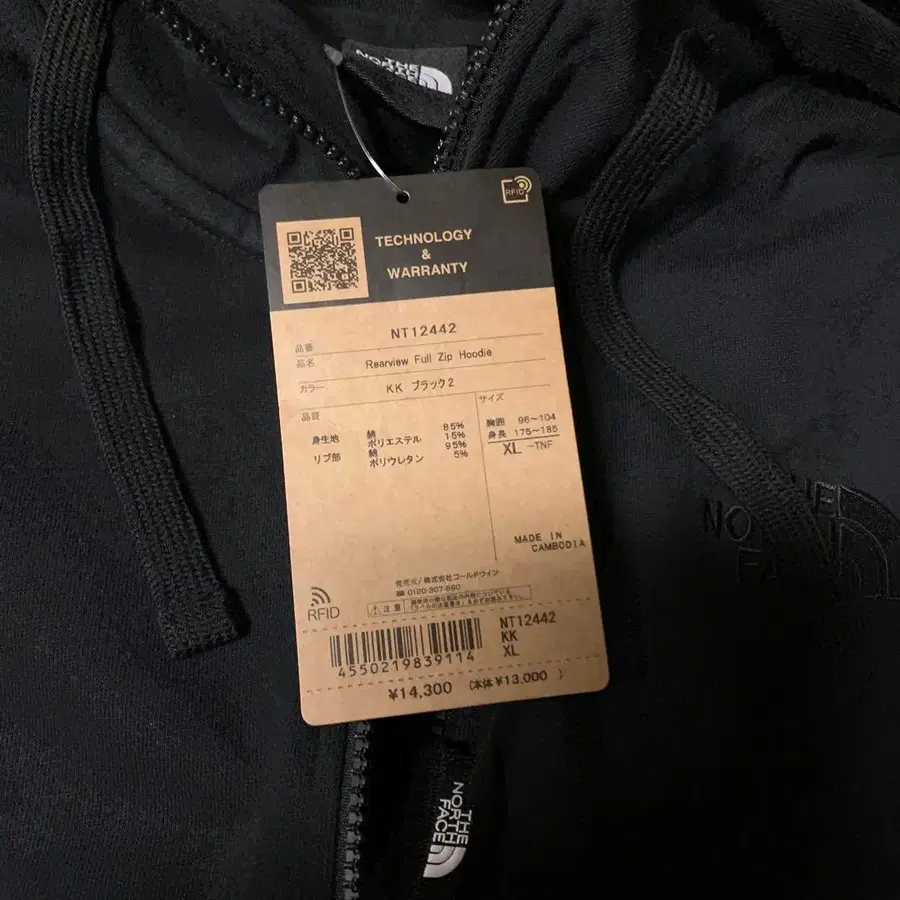 THE
NORTH
FACE
RFID
TECHNOLOGY
&
WARRANTY
品番 NT12442
品名 Rearview Full Zip Hoodie
カラー KK ブラック2
品質
身生地 綿 85%
ポリエステル 15%
リブ部 綿 95%
ポリウレタン 5%
サイズ
胸囲 96~104
身長 175~185
XL -TNF
MADE IN
CAMBODIA
発売元/株式会社ゴールドウイン
☎0120-307-560
RFID
⚠注意
NT12442
KK
XL
4550219839114
¥14,300 (本体¥13,000 )
THE
NORTH
FACE
THE
NORTH
FACE